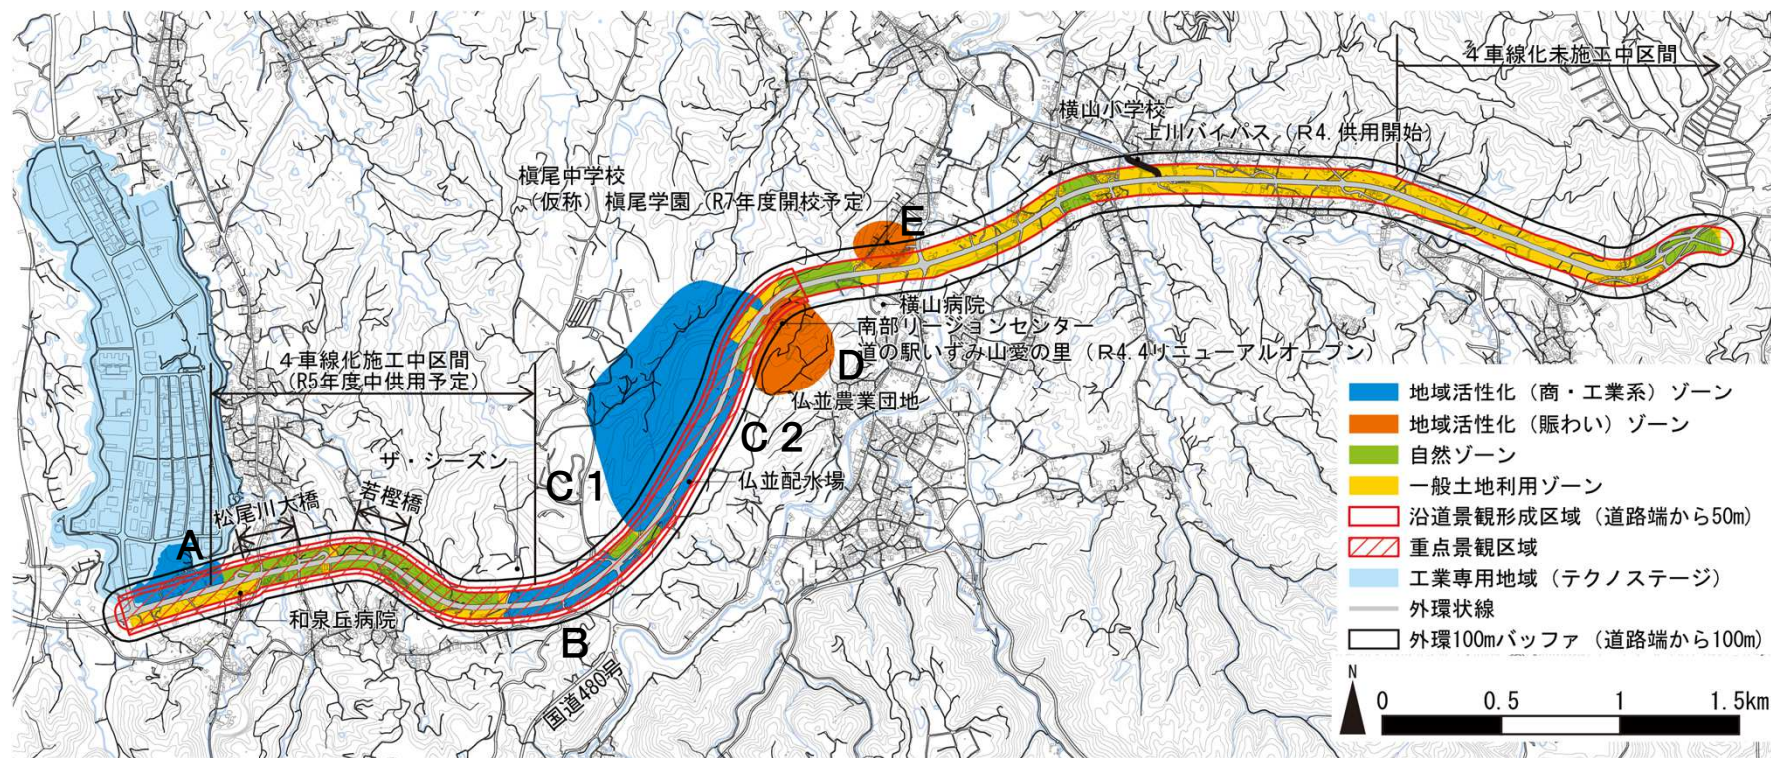 4車線化未施工中区間
横山小学校
上川バイパス（R4.供用開始）
槇尾中学校
（仮称）槇尾学園（R7年度開校予定）
E
横山病院
南部リージョンセンター
道の駅いずみ山愛の里（R4.4リニューアルオープン）
D
仏並農業団地
4車線化施工中区間
（R5年度中供用予定）
C2
ザ・シーズン
C1
仏並配水場
若樫橋
松尾川大橋
A
和泉丘病院
B
国道480号
地域活性化（商・工業系）ゾーン
地域活性化（賑わい）ゾーン
自然ゾーン
一般土地利用ゾーン
沿道景観形成区域（道路端から50m）
重点景観区域
工業専用地域（テクノステージ）
外環状線
外環100mバッファ（道路端から100m）
N
0 0.5 1 1.5km